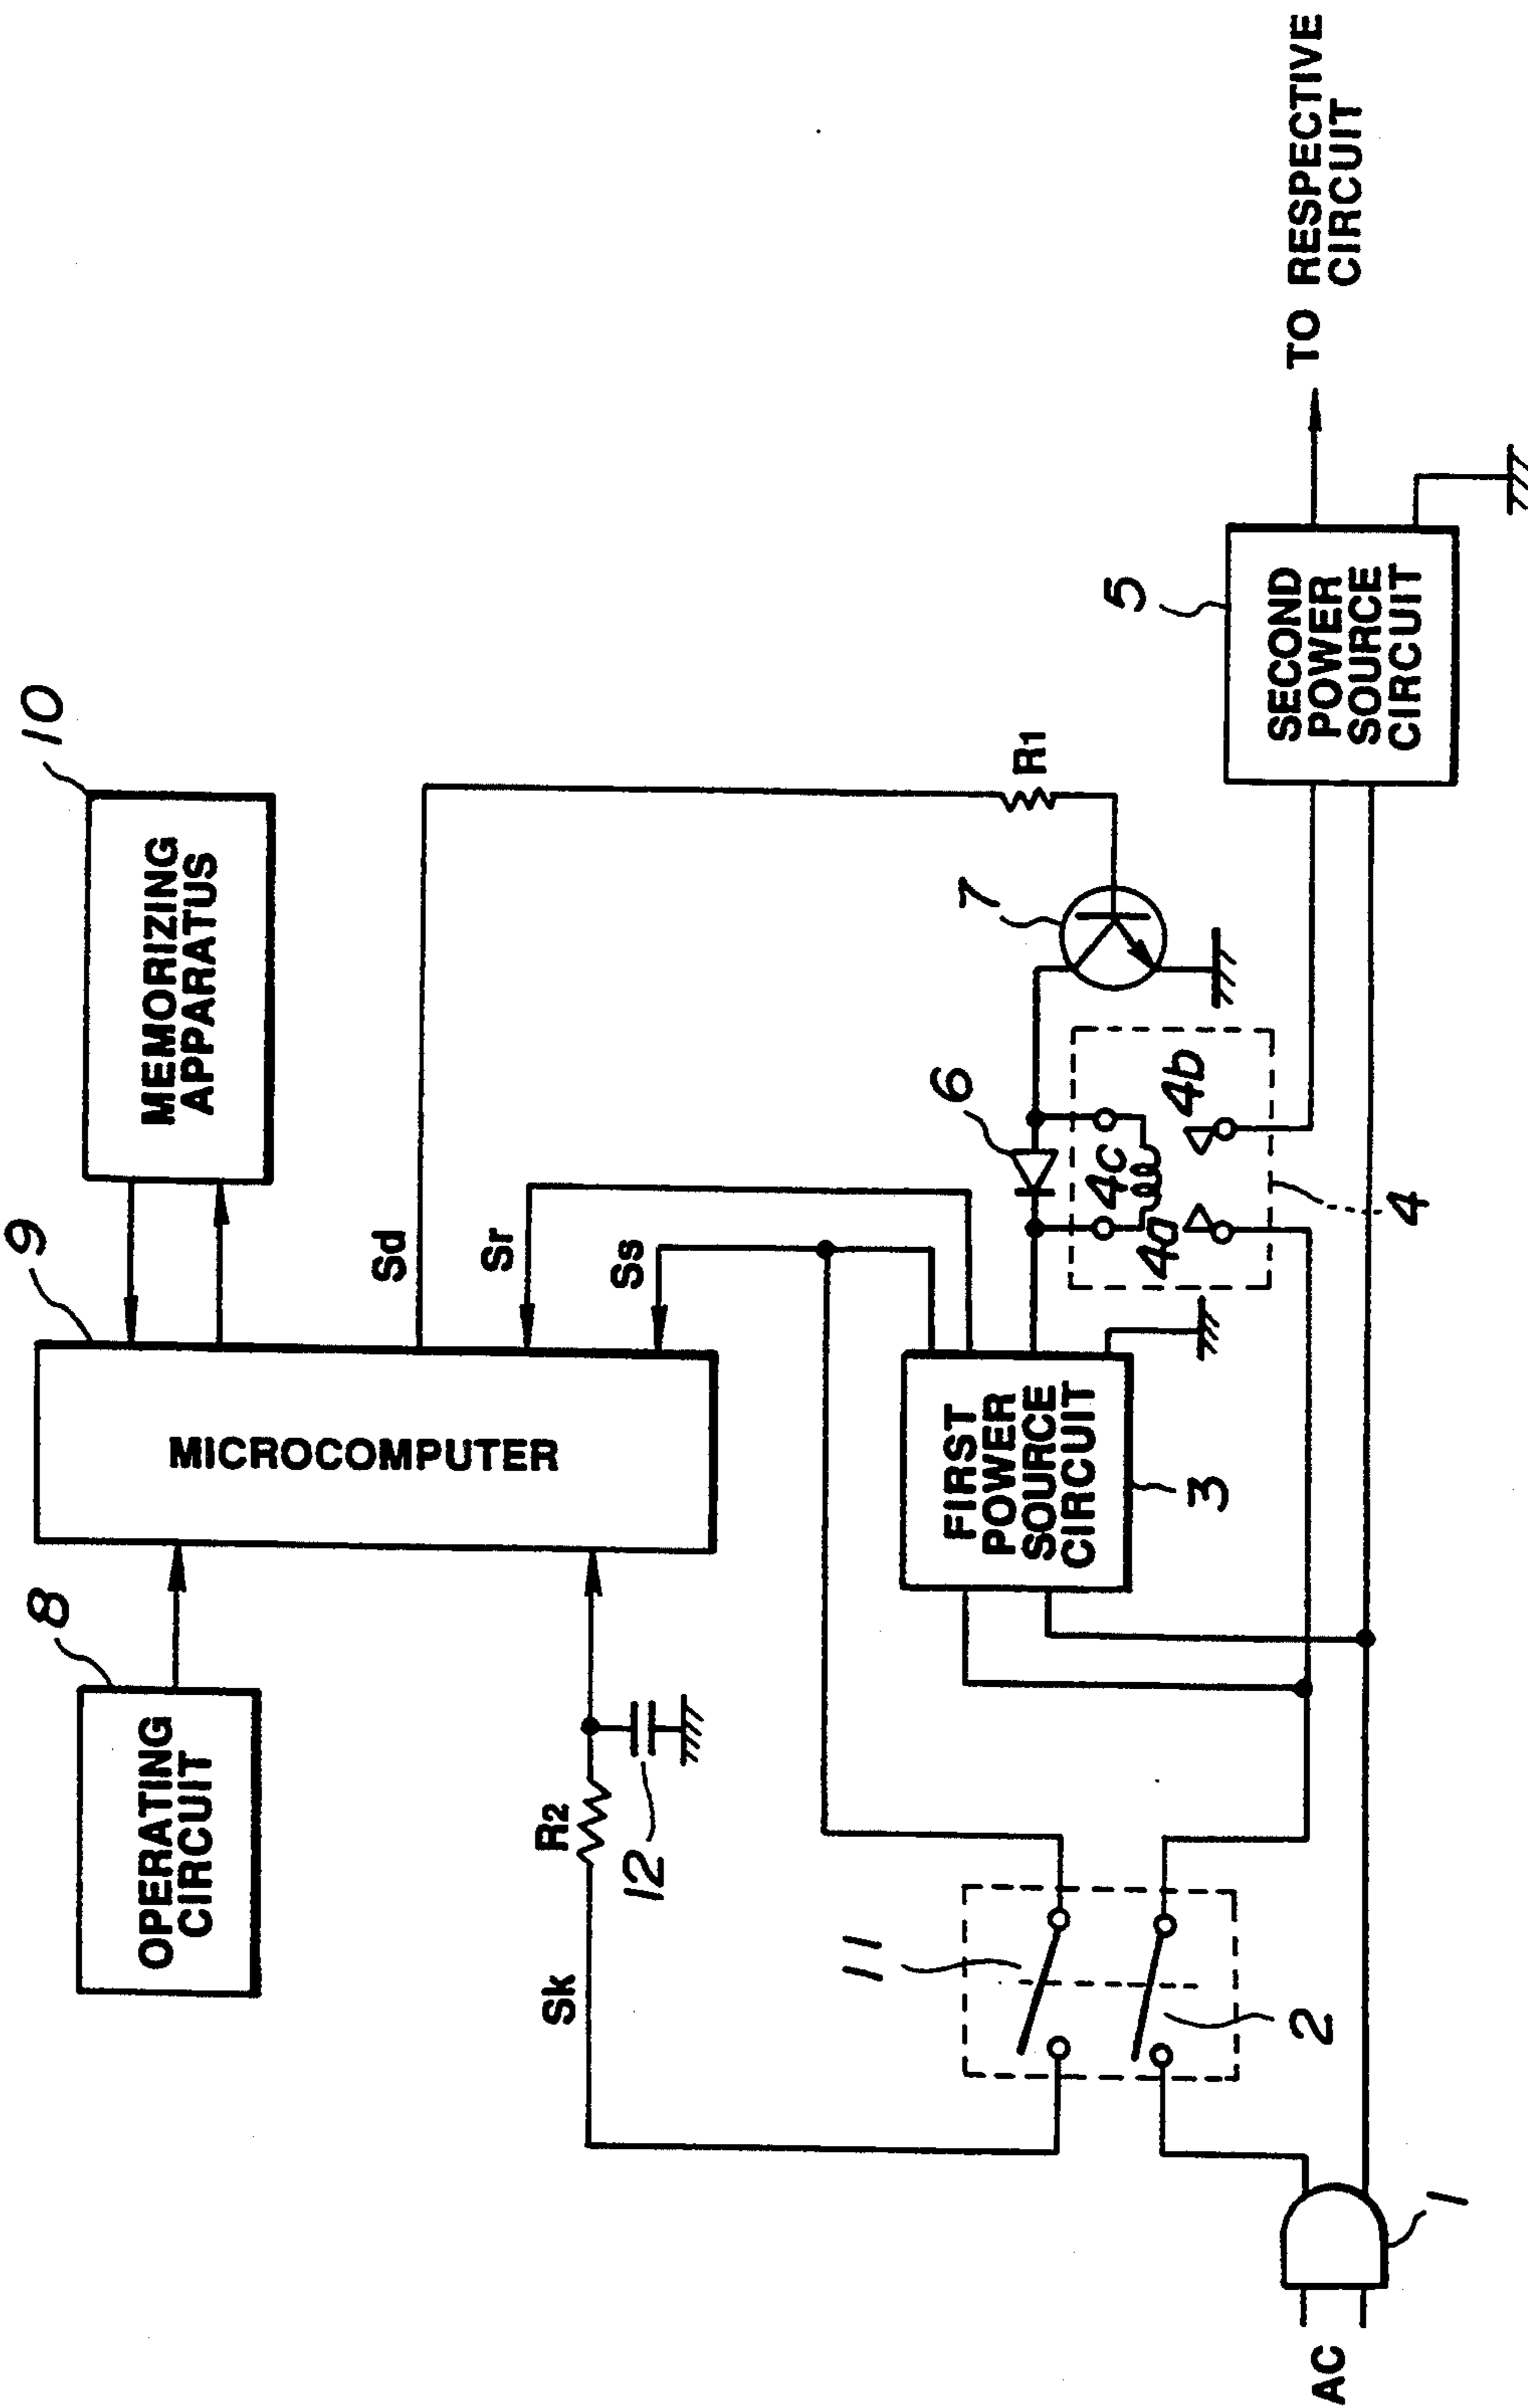 8
OPERATING
CIRCUIT
9
MICROCOMPUTER
10
MEMORIZING
APPARATUS
Sk
R2
12
Sd
Sr
Ss
R1
11
2
FIRST
POWER
SOURCE
CIRCUIT
3
6
7
4c
4a
4b
4
5
SECOND
POWER
SOURCE
CIRCUIT
TO RESPECTIVE
CIRCUIT
AC
1